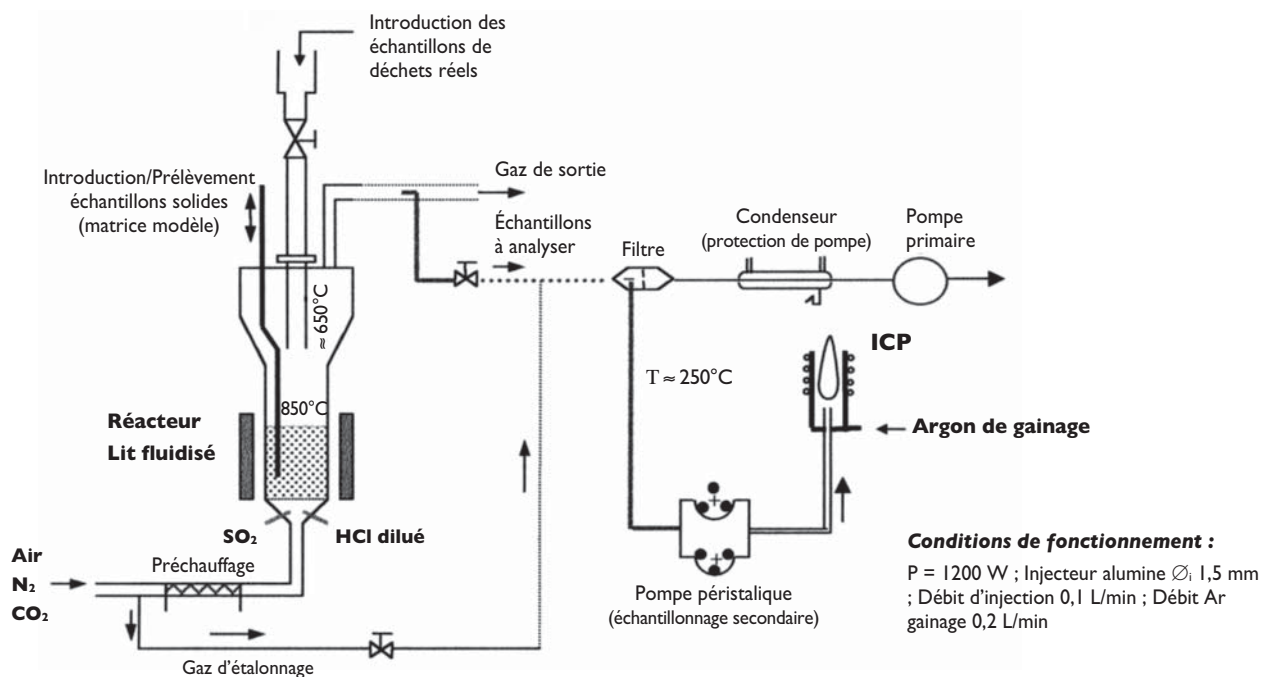 Introduction des
échantillons de
déchets réels
Introduction/Prélèvement
échantillons solides
(matrice modèle)
Gaz de sortie
Échantillons
à analyser
Filtre
Condenseur
(protection de pompe)
Pompe
primaire
≈ 650°C
ICP
T ≈ 250°C
850°C
Réacteur
Lit fluidisé
Argon de gainage
SO₂
HCl dilué
Air
N₂
CO₂
Préchauffage
Pompe péristalique
(échantillonnage secondaire)
Gaz d'étalonnage
Conditions de fonctionnement :
P = 1200 W ; Injecteur alumine ∅ᵢ 1,5 mm
; Débit d'injection 0,1 L/min ; Débit Ar
gainage 0,2 L/min